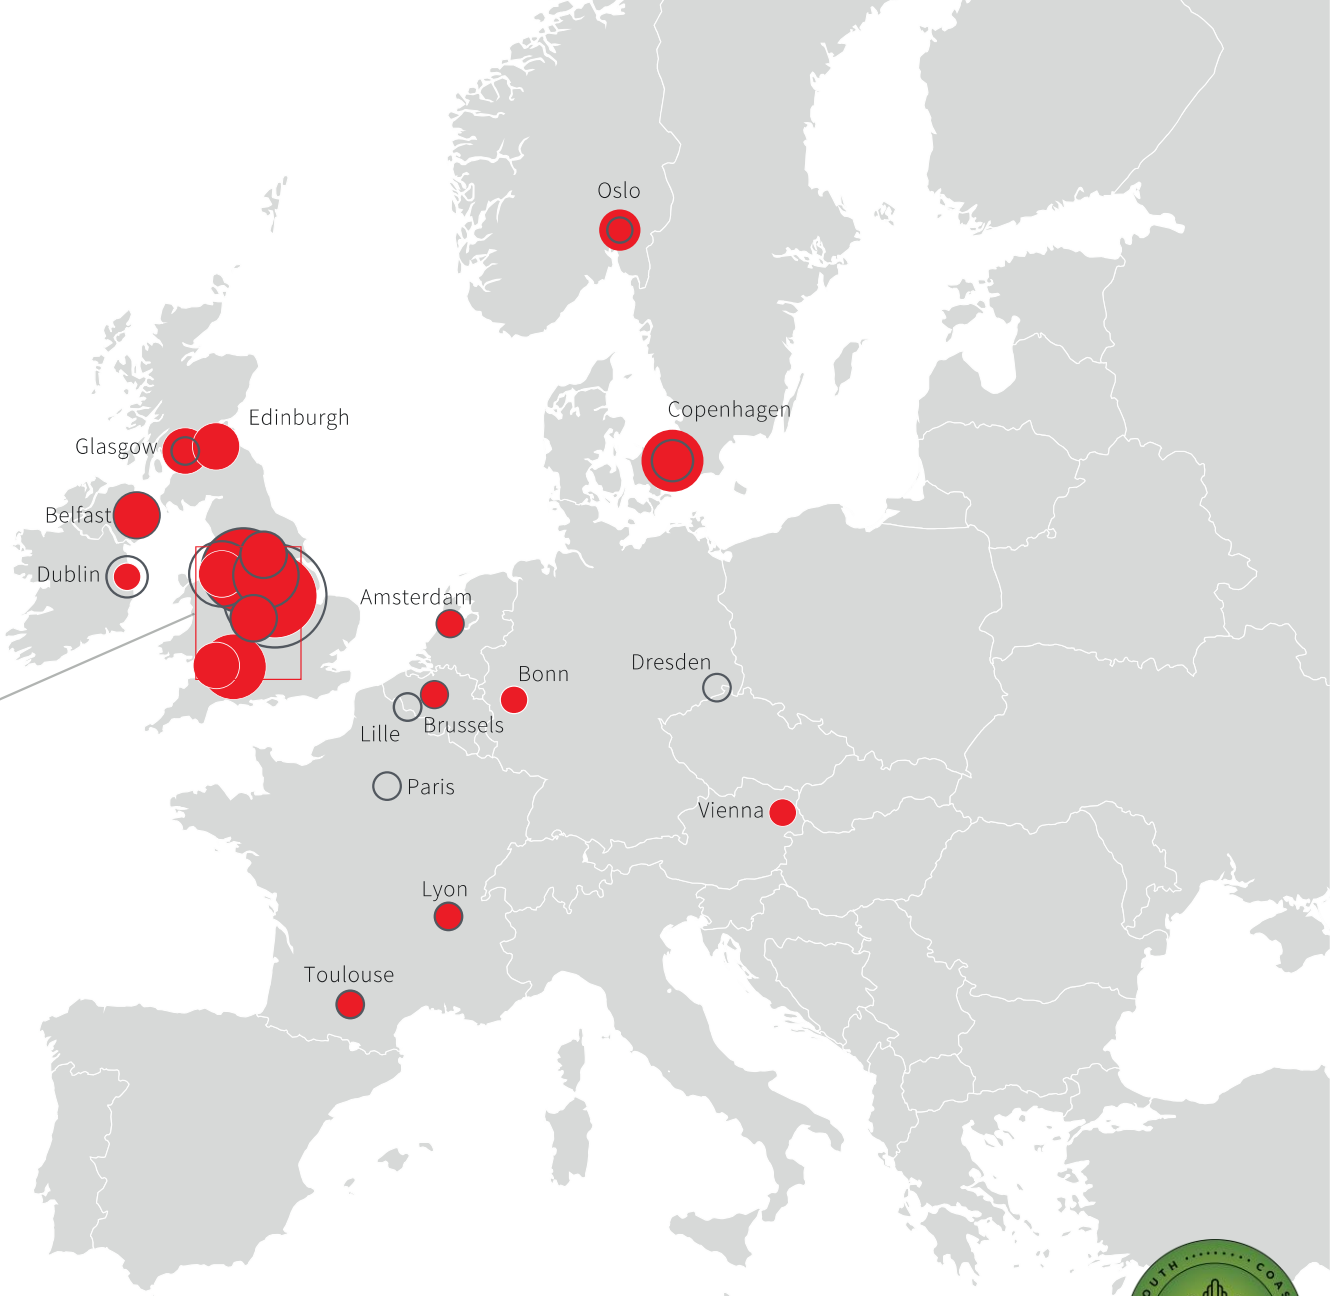 Oslo
Copenhagen
Edinburgh
Glasgow
Belfast
Dublin
Amsterdam
Dresden
Bonn
Brussels
Lille
Paris
Vienna
Lyon
Toulouse